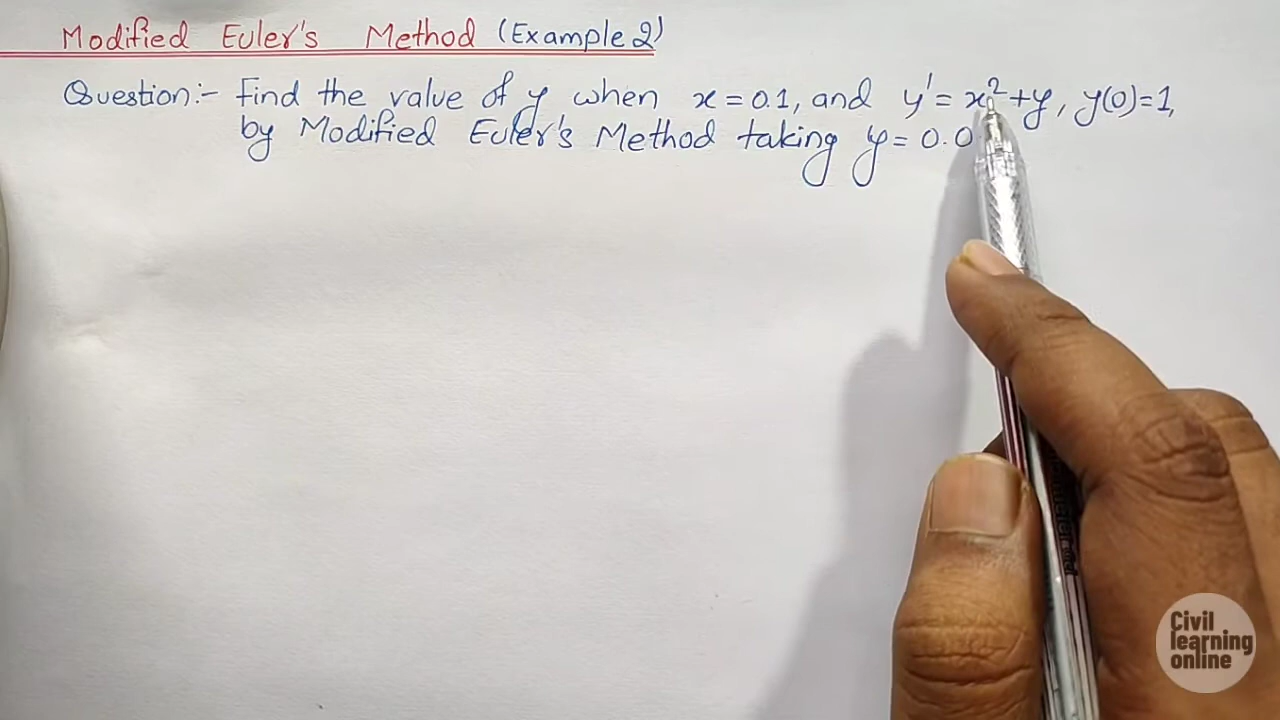 Modified Euler's Method (Example 2)
Question:- Find the value of y when x = 0.1, and y' = x²+y, y(0)=1,
by Modified Euler's Method taking y = 0.0
Civil
learning
online